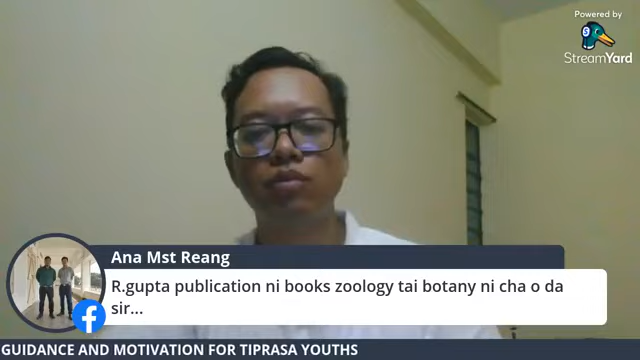 Powered by
StreamYard
Ana Mst Reang
R.gupta publication ni books zoology tai botany ni cha o da
sir...
GUIDANCE AND MOTIVATION FOR TIPRASA YOUTHS